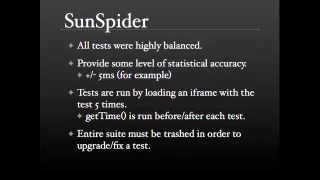 SunSpider
All tests were highly balanced.
Provide some level of statistical accuracy.
+/- 5ms (for example)
Tests are run by loading an iframe with the
test 5 times.
getTime() is run before/after each test.
Entire suite must be trashed in order to
upgrade/fix a test.